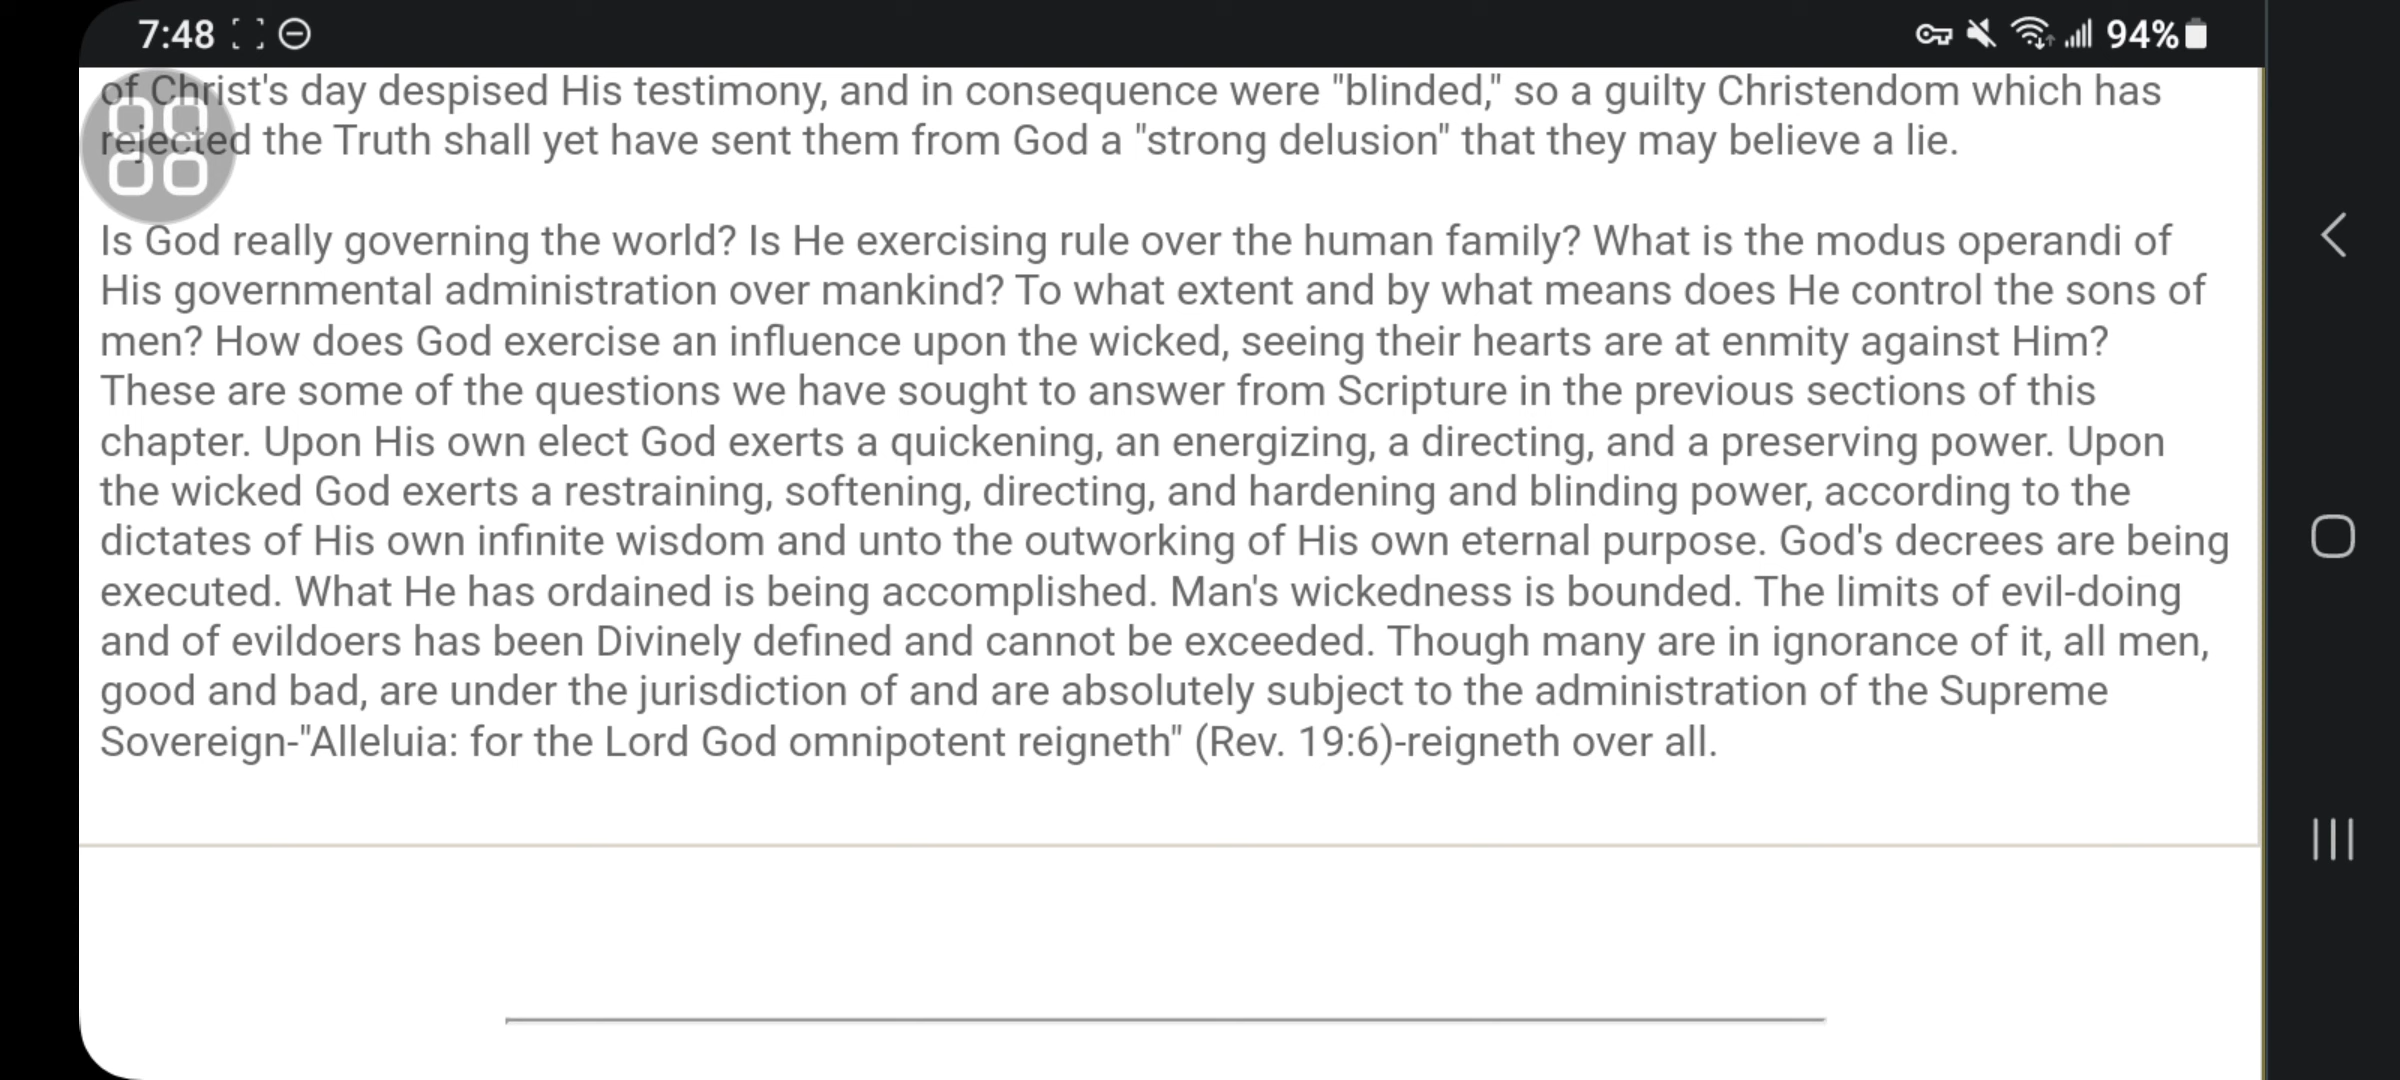 7:48 94%
of Christ's day despised His testimony, and in consequence were "blinded," so a guilty Christendom which has
rejected the Truth shall yet have sent them from God a "strong delusion" that they may believe a lie.
Is God really governing the world? Is He exercising rule over the human family? What is the modus operandi of
His governmental administration over mankind? To what extent and by what means does He control the sons of
men? How does God exercise an influence upon the wicked, seeing their hearts are at enmity against Him?
These are some of the questions we have sought to answer from Scripture in the previous sections of this
chapter. Upon His own elect God exerts a quickening, an energizing, a directing, and a preserving power. Upon
the wicked God exerts a restraining, softening, directing, and hardening and blinding power, according to the
dictates of His own infinite wisdom and unto the outworking of His own eternal purpose. God's decrees are being
executed. What He has ordained is being accomplished. Man's wickedness is bounded. The limits of evil-doing
and of evildoers has been Divinely defined and cannot be exceeded. Though many are in ignorance of it, all men,
good and bad, are under the jurisdiction of and are absolutely subject to the administration of the Supreme
Sovereign-"Alleluia: for the Lord God omnipotent reigneth" (Rev. 19:6)-reigneth over all.